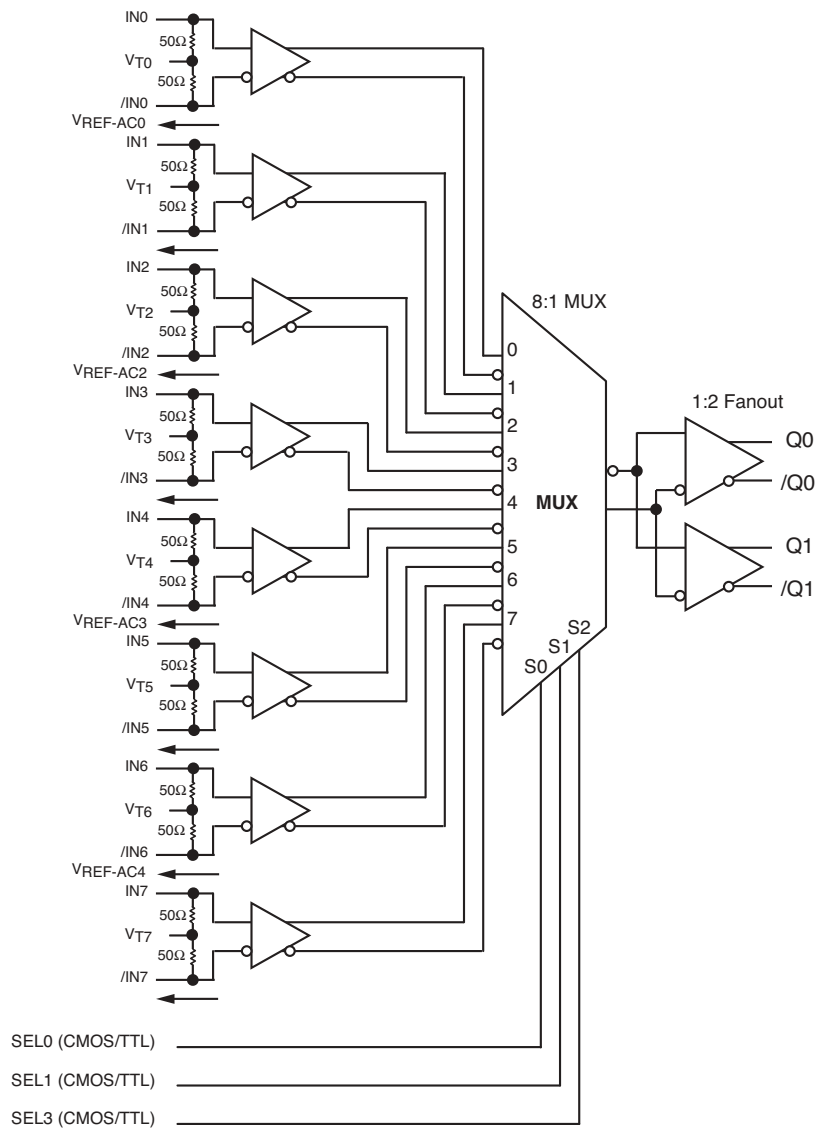 IN0
50Ω
VT0
50Ω
/IN0
VREF-AC0
IN1
50Ω
VT1
50Ω
/IN1
IN2
50Ω
VT2
50Ω
/IN2
VREF-AC2
IN3
50Ω
VT3
50Ω
/IN3
IN4
50Ω
VT4
50Ω
/IN4
VREF-AC3
IN5
50Ω
VT5
50Ω
/IN5
IN6
50Ω
VT6
50Ω
/IN6
VREF-AC4
IN7
50Ω
VT7
50Ω
/IN7
SEL0 (CMOS/TTL)
SEL1 (CMOS/TTL)
SEL3 (CMOS/TTL)
8:1 MUX
0
1
2
3
4
5
6
7
MUX
S0
S1
S2
1:2 Fanout
Q0
/Q0
Q1
/Q1